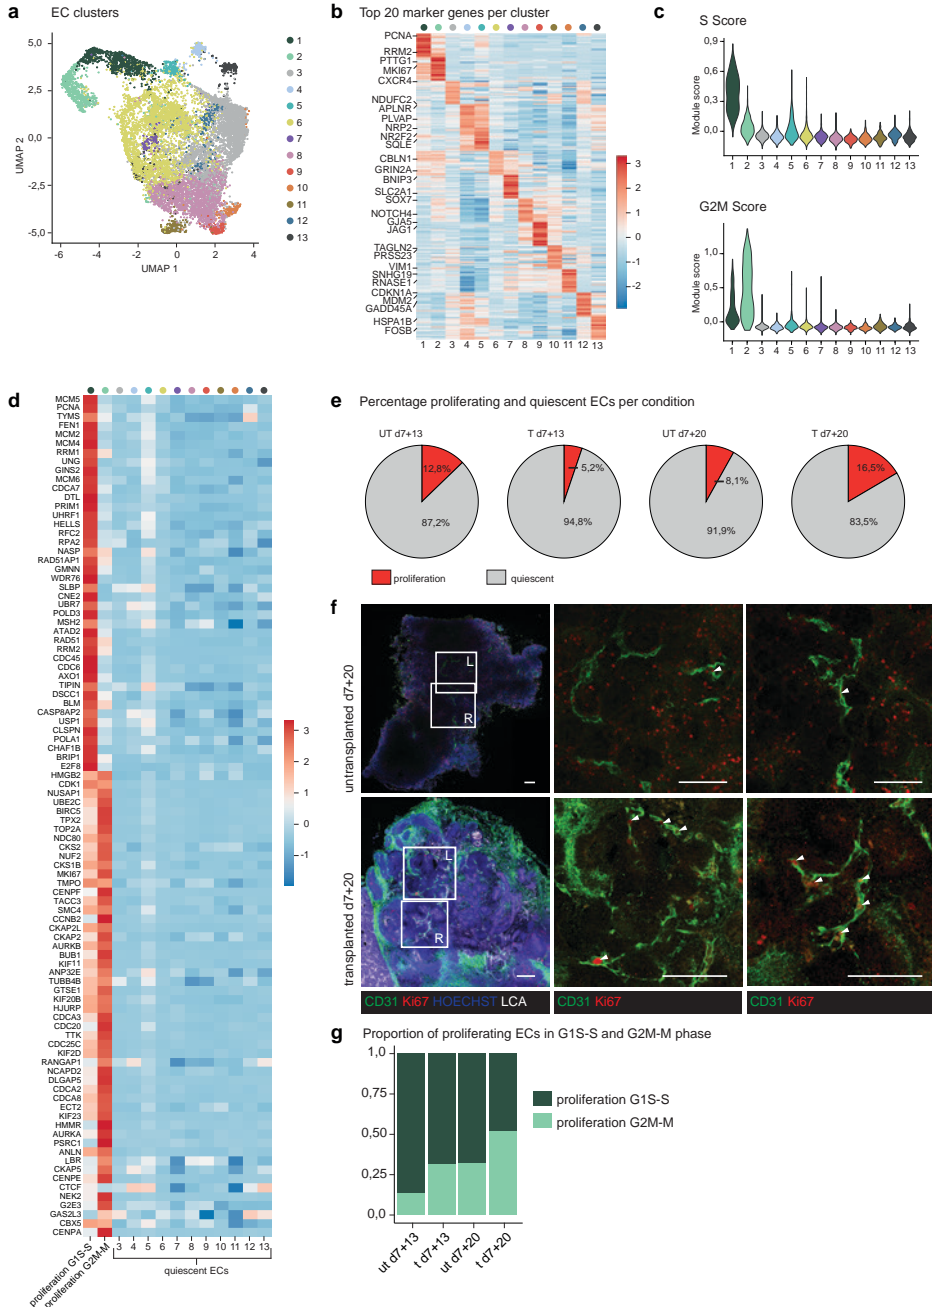 a
EC clusters
5,0
2,5
0.0
-2,5
-5,0
UMAP 2
-6
-4
-2
0
2
4
UMAP 1
1
2
3
4
5
6
7
8
9
10
11
12
13
b
Top 20 marker genes per cluster
PCNA
RRM2
PTTG1
MKI67
CXCR4
NDUFC2
APLNR
PLVAP
NRP2
NR2F2
SQLE
CBLN1
GRIN2A
BNIP3
SLC2A1
SOX7
NOTCH4
GJA5
JAG1
TAGLN2
PRSS23
VIM1
SNHG19
RNASE1
CDKN1A
MDM2
GADD45A
HSPA1B
FOSB
1 2 3 4 5 6 7 8 9 10 11 12 13
3
2
1
0
-1
-2
c
S Score
0.9
0,3
0.3
0.0
Module score
1 2 3 4 5 6 7 8 9 10 11 12 13
G2M Score
1,0
0.5
0,0
Module score
1 2 3 4 5 6 7 8 9 10 11 12 13
d
MCM5
PCNA
TYMS
FEN1
MCM2
MCM4
RRM1
UNG
GINS2
MCM6
CDCA7
DTL
PRIM1
UHRF1
HELLS
RFC2
RPA2
NASP
RAD51AP1
GMNN
WDR76
SLBP
CNE2
UBR7
POLD3
MSH2
ATAD2
RAD51
RRM2
CDC45
CDC6
AXO1
TIPIN
DSCC1
BLM
CASP8AP2
USP1
CLSPN
POLA1
CHAF1B
BRIP1
E2F8
HMGB2
CDK1
NUSAP1
UBE2C
BIRC5
TPX2
TOP2A
NDC80
CKS2
NUF2
CKS1B
MKI67
TMPO
CENPF
TACC3
SMC4
CCNB2
CKAP2L
CKAP2
AURKB
BUB1
KIF11
ANP32E
TUBB4B
GTSE1
KIF20B
HJURP
CDCA3
CDC20
TTK
CDC25C
KIF2D
RANGAP1
NCAPD2
DLGAP5
CDCA2
CDCA8
ECT2
KIF23
HMMR
AURKA
PSRC1
ANLN
LBR
CKAP5
CENPE
CTCF
NEK2
G2E3
GAS2L3
CBX5
CENPA
proliferation G1S-S
proliferation G2M-M
3 4 5 6 7 8 9 10 11 12 13
quiescent ECs
3
2
1
0
-1
e
Percentage proliferating and quiescent ECs per condition
UT d7+13
12,8%
87,2%
T d7+13
5,2%
94,8%
UT d7+20
8,1%
91,9%
T d7+20
16,5%
83,5%
proliferation
quiescent
f
untransplanted d7+20
L
R
transplanted d7+20
L
R
CD31 Ki67 HOECHST LCA
CD31 Ki67
CD31 Ki67
g
Proportion of proliferating ECs in G1S-S and G2M-M phase
1,0
0,75
0,50
0,25
0,0
ut d7+13
t d7+13
ut d7+20
t d7+20
proliferation G1S-S
proliferation G2M-M